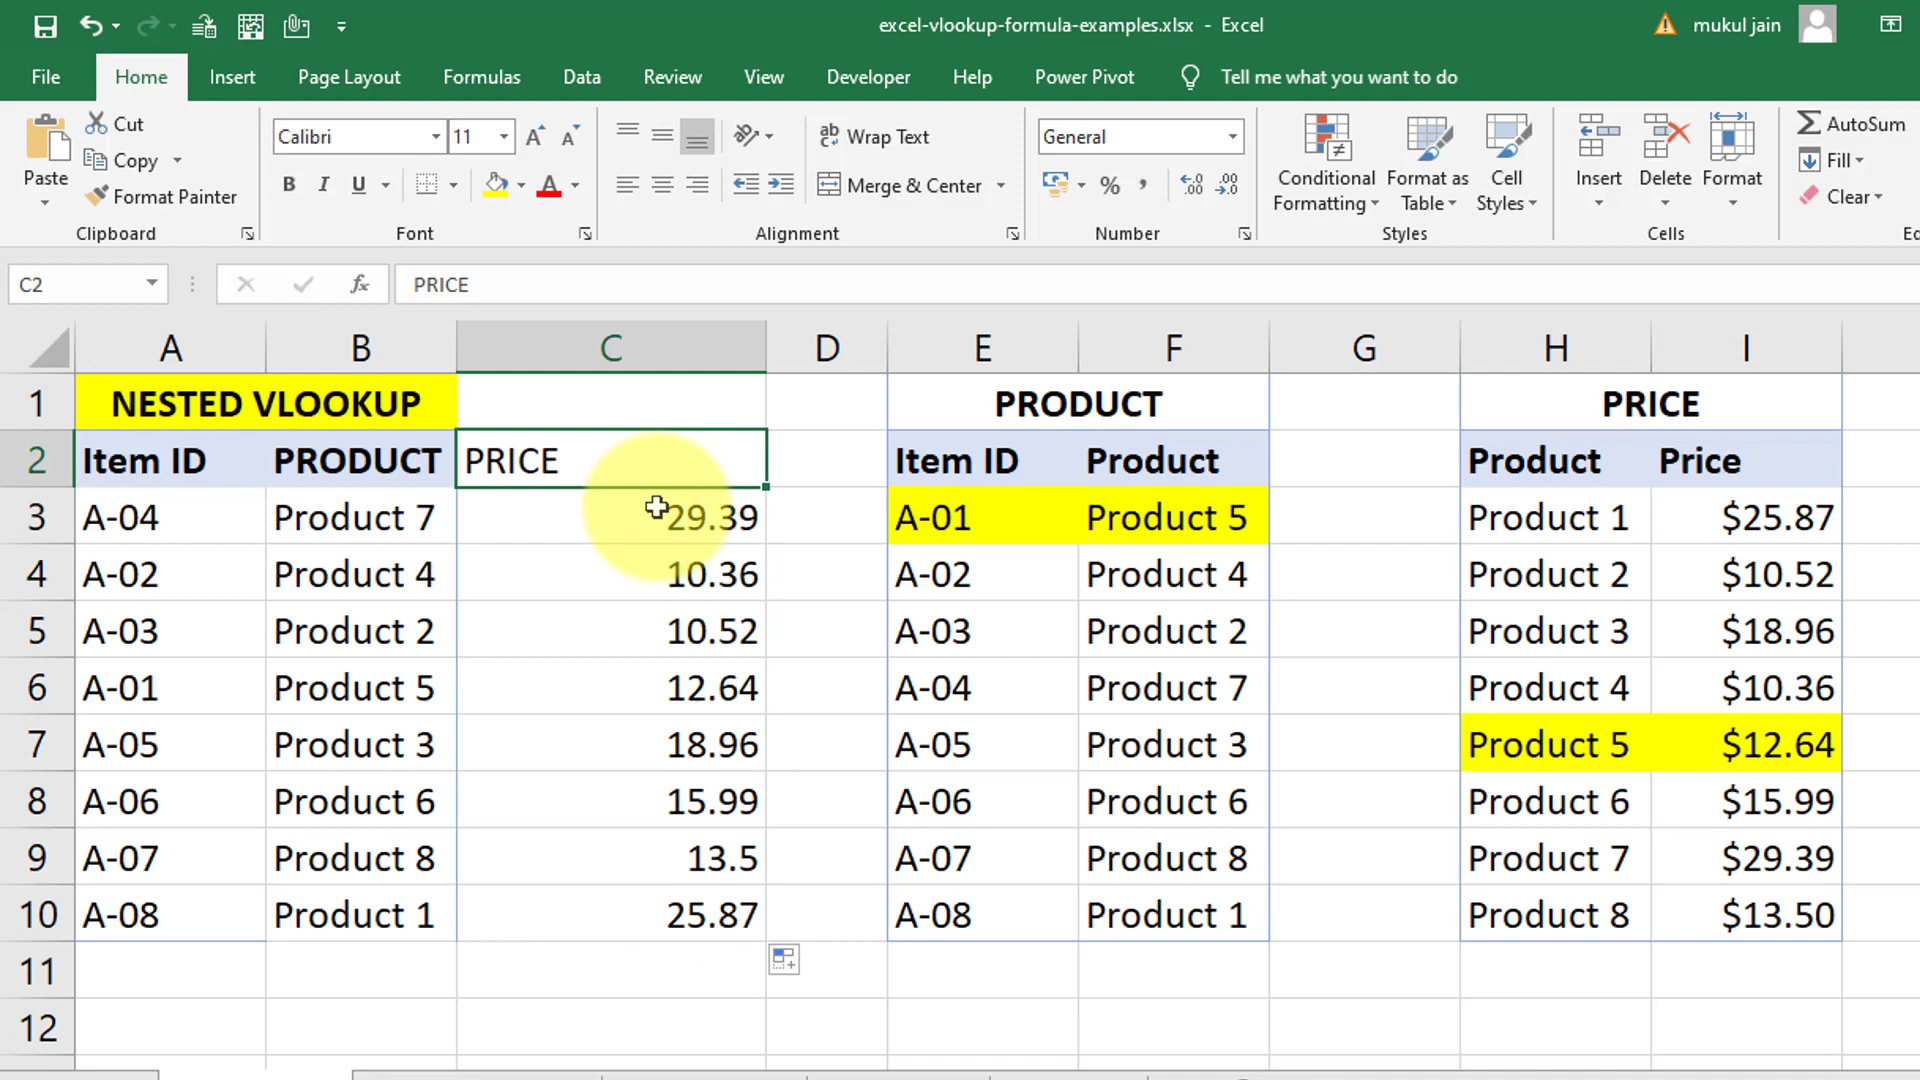 excel-vlookup-formula-examples.xlsx - Excel
mukul jain
File Home Insert Page Layout Formulas Data Review View Developer Help Power Pivot Tell me what you want to do
Paste
Cut
Copy
Format Painter
Clipboard
Calibri 11
B I U
Font
Wrap Text
Merge & Center
Alignment
General
Number
Conditional Formatting
Format as Table
Cell Styles
Styles
Insert Delete Format
Cells
AutoSum
Fill
Clear
C2 fx PRICE
A B C D E F G H I
1 NESTED VLOOKUP PRODUCT PRICE
2 Item ID PRODUCT PRICE Item ID Product Product Price
3 A-04 Product 7 29.39 A-01 Product 5 Product 1 $25.87
4 A-02 Product 4 10.36 A-02 Product 4 Product 2 $10.52
5 A-03 Product 2 10.52 A-03 Product 2 Product 3 $18.96
6 A-01 Product 5 12.64 A-04 Product 7 Product 4 $10.36
7 A-05 Product 3 18.96 A-05 Product 3 Product 5 $12.64
8 A-06 Product 6 15.99 A-06 Product 6 Product 6 $15.99
9 A-07 Product 8 13.5 A-07 Product 8 Product 7 $29.39
10 A-08 Product 1 25.87 A-08 Product 1 Product 8 $13.50
11
12